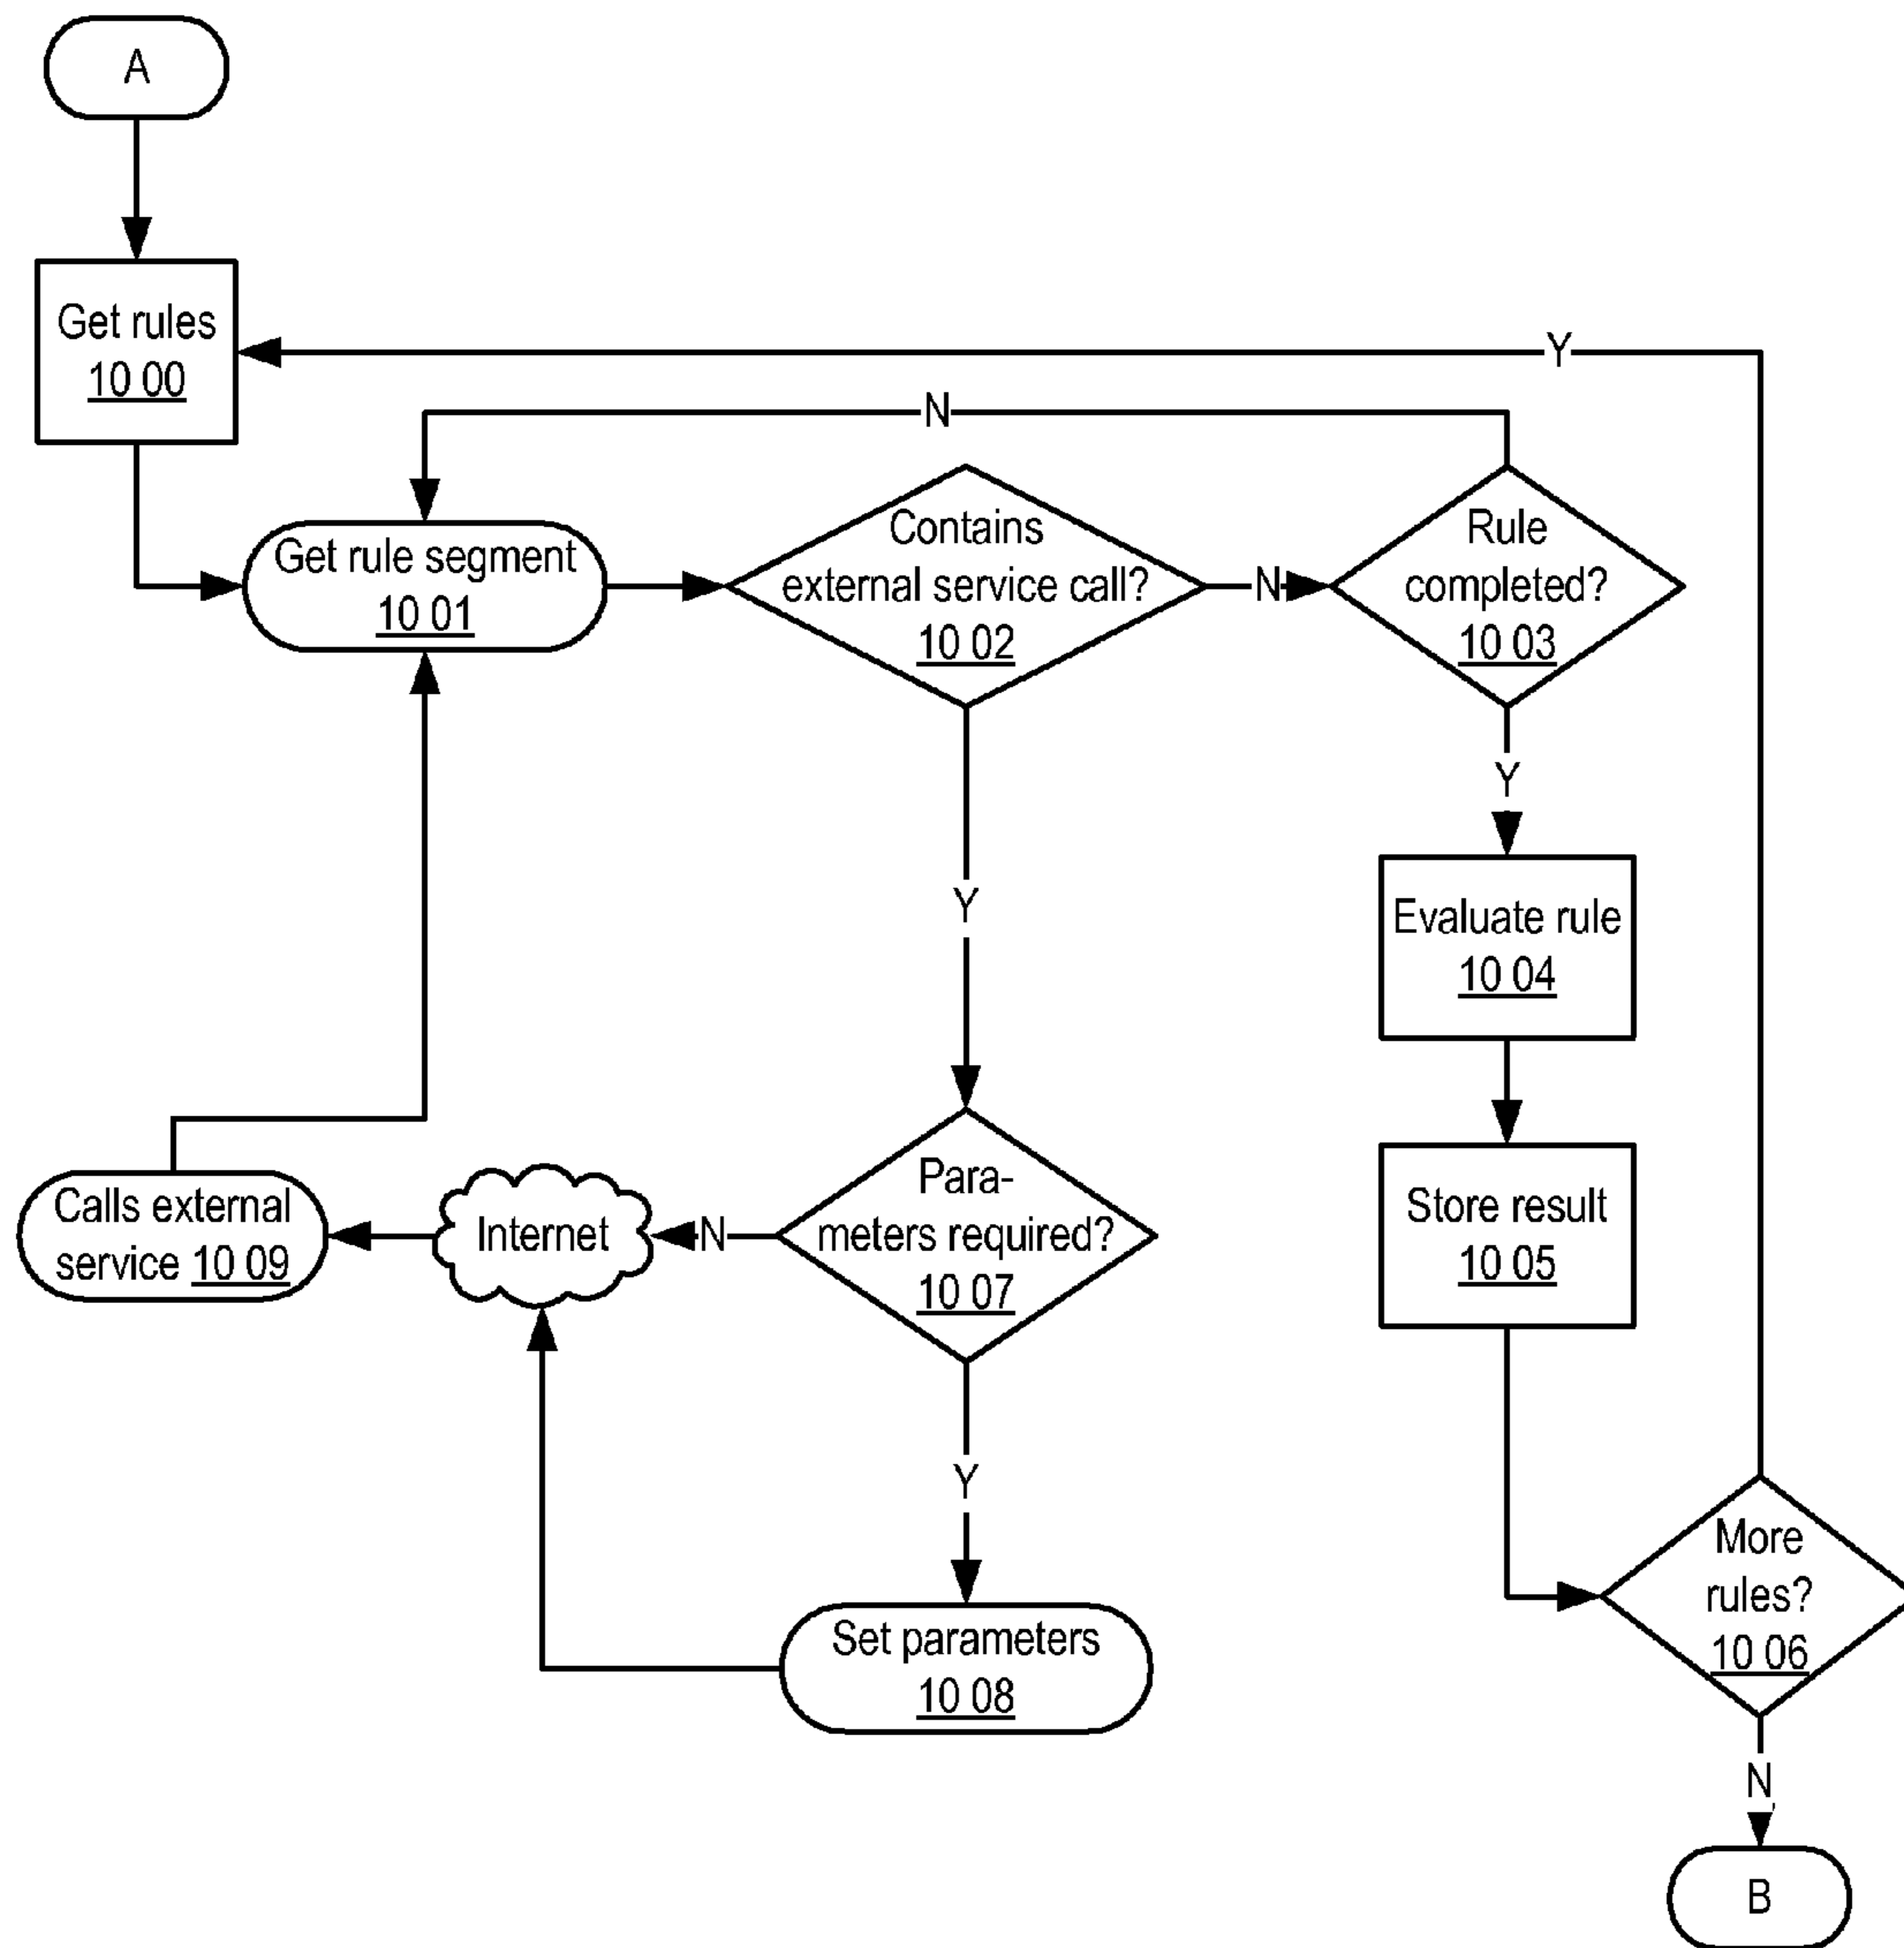 A
Get rules
10 00
Y
N
Get rule segment
10 01
Contains
external service call?
10 02
N
Rule
completed?
10 03
Y
Y
Evaluate rule
10 04
Calls external
service 10 09
Internet
N
Para-
meters required?
10 07
Store result
10 05
Y
Set parameters
10 08
More
rules?
10 06
N
B